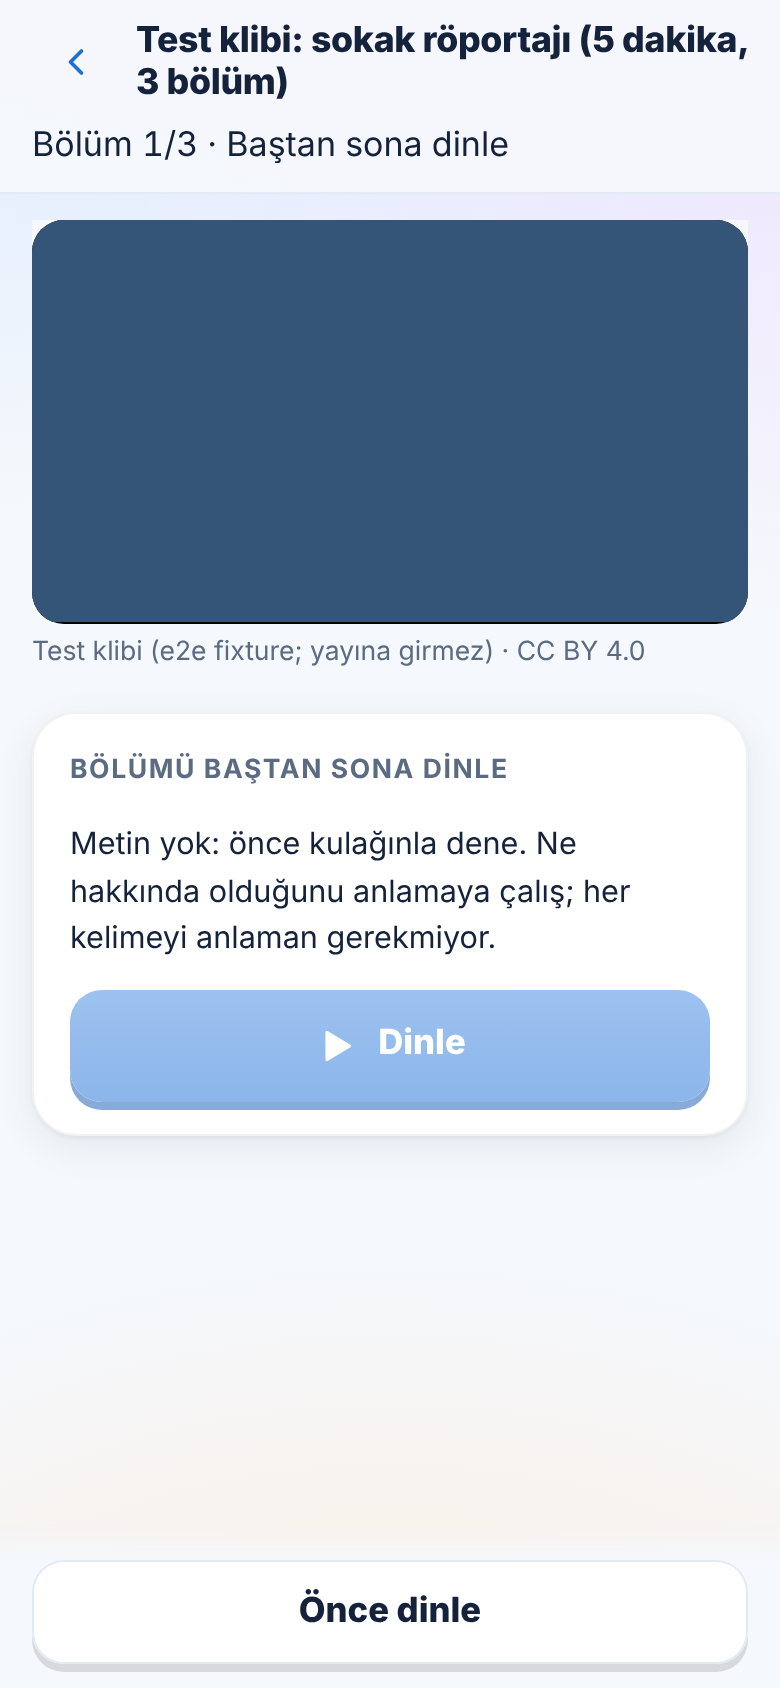 Test klibi: sokak röportajı (5 dakika,
3 bölüm)
Bölüm 1/3 · Baştan sona dinle
Test klibi (e2e fixture; yayına girmez) · CC BY 4.0
BÖLÜMÜ BAŞTAN SONA DİNLE
Metin yok: önce kulağınla dene. Ne
hakkında olduğunu anlamaya çalış; her
kelimeyi anlaman gerekmiyor.
Dinle
Önce dinle